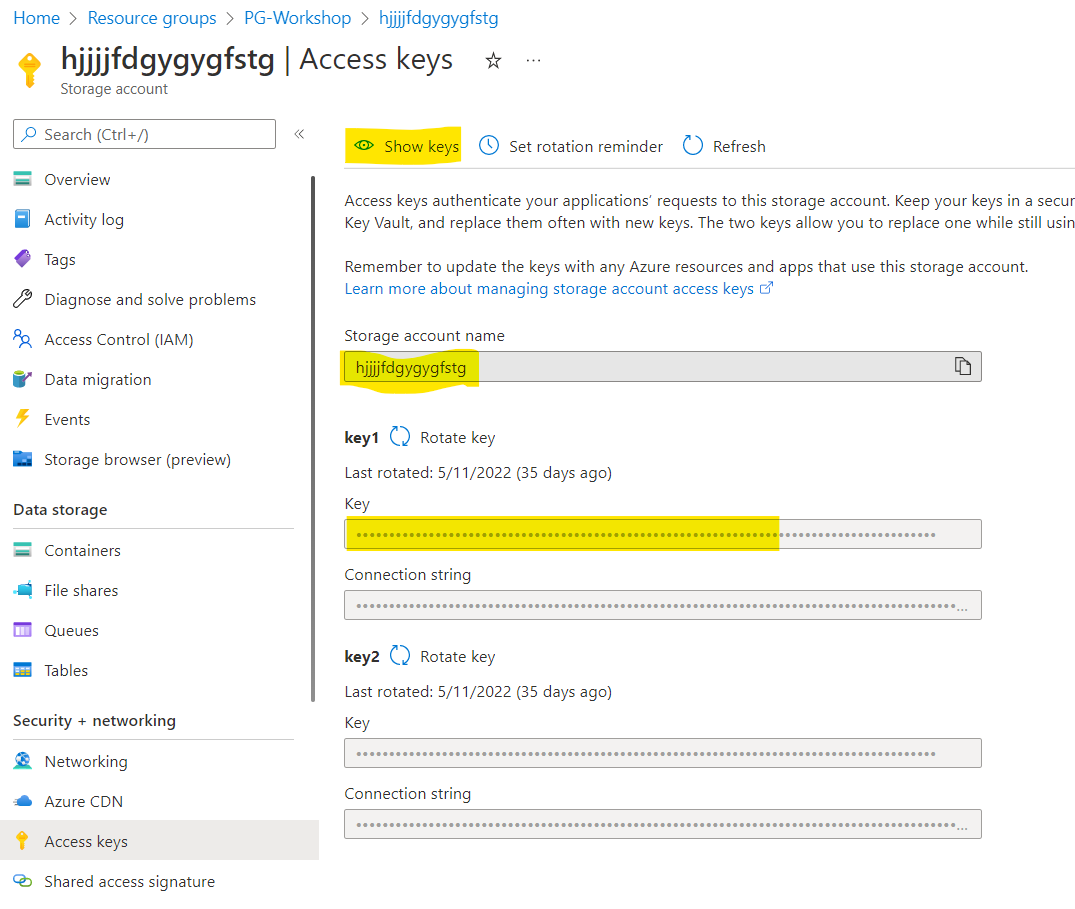 Home > Resource groups > PG-Workshop > hjjjjfdgygygfstg
hjjjjfdgygygfstg | Access keys
Storage account
Search (Ctrl+/)
«
Overview
Activity log
Tags
Diagnose and solve problems
Access Control (IAM)
Data migration
Events
Storage browser (preview)
Data storage
Containers
File shares
Queues
Tables
Security + networking
Networking
Azure CDN
Access keys
Shared access signature
Show keys Set rotation reminder Refresh
Access keys authenticate your applications’ requests to this storage account. Keep your keys in a secur
Key Vault, and replace them often with new keys. The two keys allow you to replace one while still usin
Remember to update the keys with any Azure resources and apps that use this storage account.
Learn more about managing storage account access keys
Storage account name
hjjjjfdgygygfstg
key1 Rotate key
Last rotated: 5/11/2022 (35 days ago)
Key
Connection string
key2 Rotate key
Last rotated: 5/11/2022 (35 days ago)
Key
Connection string